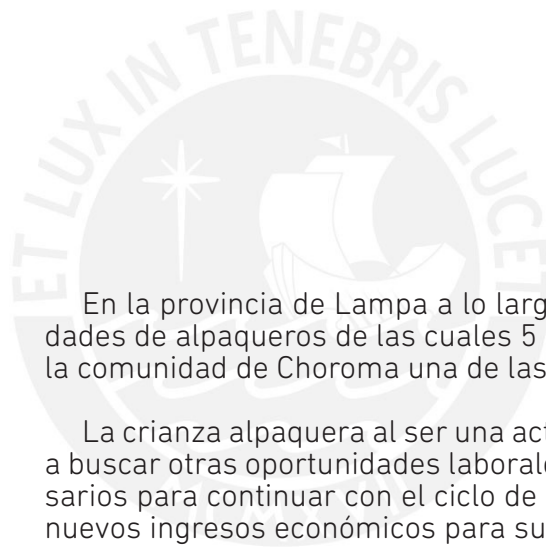 ET LUX IN TENEBRIS LUCET
MCMXVII
En la provincia de Lampa a lo larg
dades de alpaqueros de las cuales 5
la comunidad de Choroma una de las
La crianza alpaquera al ser una act
a buscar otras oportunidades laboral
sarios para continuar con el ciclo de
nuevos ingresos económicos para su